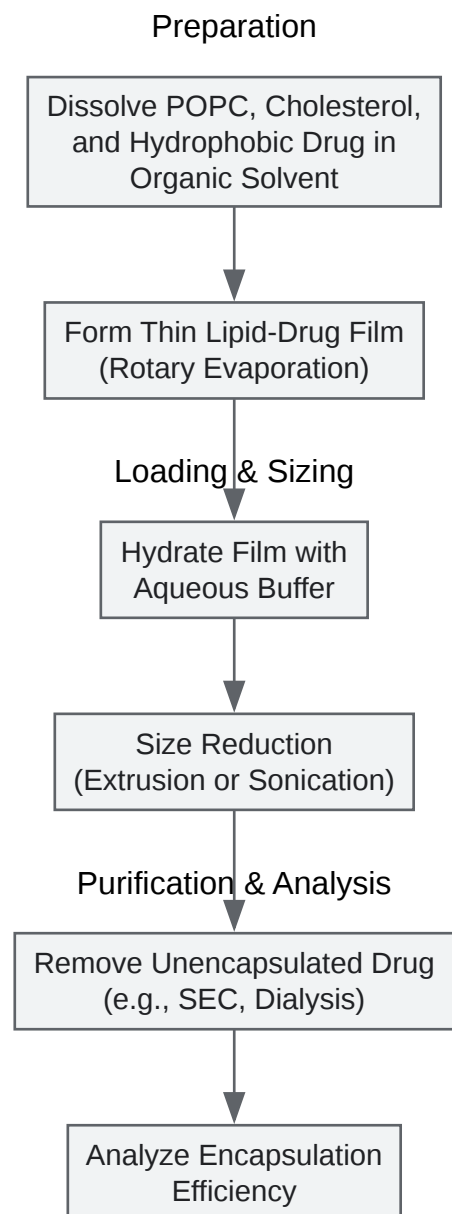 Preparation
Dissolve POPC, Cholesterol,
and Hydrophobic Drug in
Organic Solvent
Form Thin Lipid-Drug Film
(Rotary Evaporation)
Loading & Sizing
Hydrate Film with
Aqueous Buffer
Size Reduction
(Extrusion or Sonication)
Purification & Analysis
Remove Unencapsulated Drug
(e.g., SEC, Dialysis)
Analyze Encapsulation
Efficiency